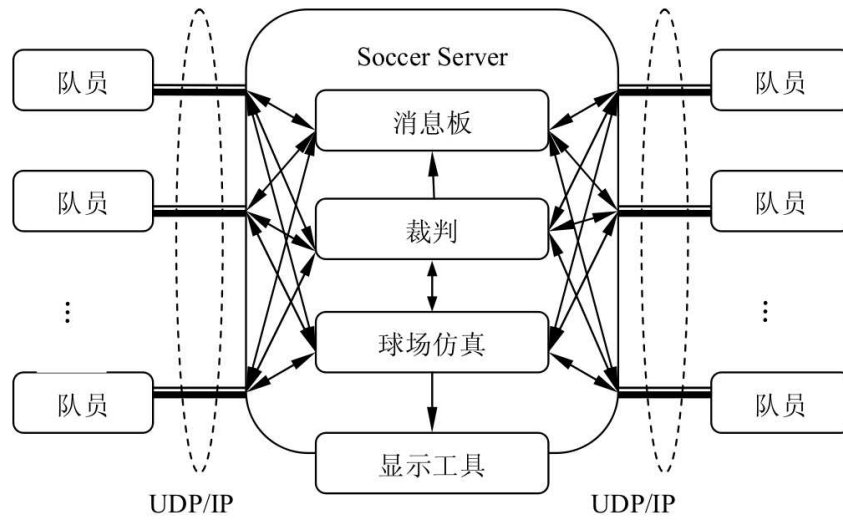 Soccer Server
队员
消息板
队员
队员
裁判
队员
⋮
球场仿真
⋮
队员
队员
显示工具
UDP/IP
UDP/IP